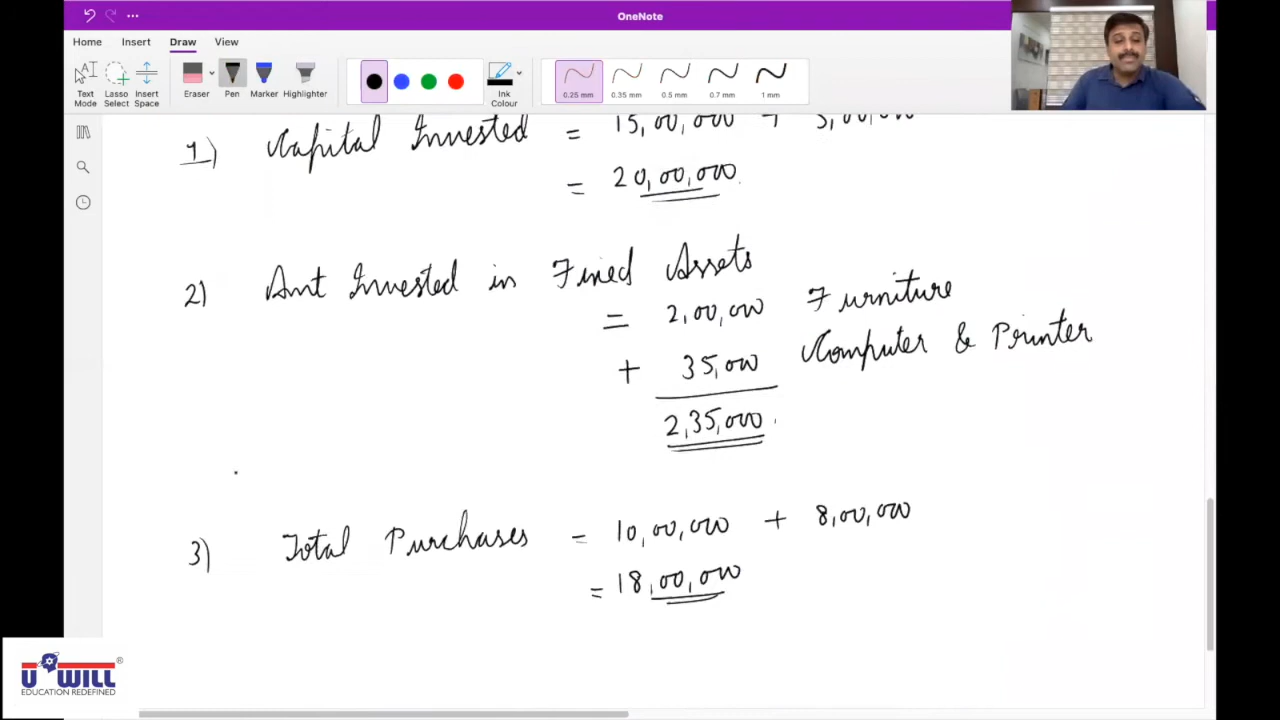 OneNote
Home Insert Draw View
Text Mode
Lasso Select
Insert Space
Eraser
Pen
Marker
Highlighter
Ink Colour
0.25 mm
0.35 mm
0.5 mm
0.7 mm
1 mm
1) Capital Invested = 15,00,000 + 5,00,000
= 20,00,000
2) Amt Invested in Fixed Assets
= 2,00,000 Furniture
+ 35,000 Computer & Printer
2,35,000
3) Total Purchases = 10,00,000 + 8,00,000
= 18,00,000
U WILL ®
EDUCATION REDEFINED